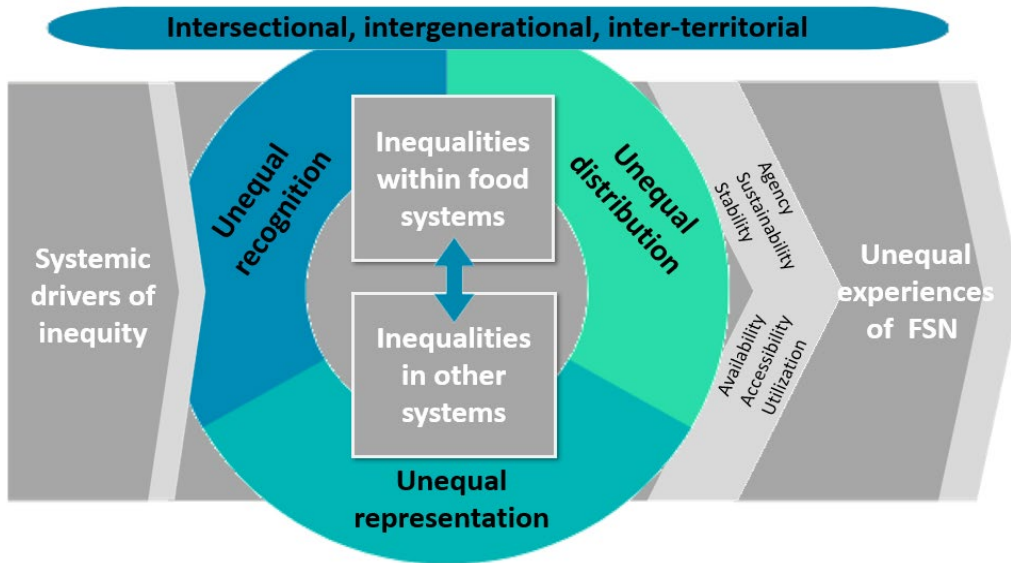 Intersectional, intergenerational, inter-territorial
Systemic
drivers of
inequity
Unequal
recognition
Inequalities
within food
systems
Inequalities
in other
systems
Unequal
distribution
Unequal
representation
Agency
Sustainability
Stability
Availability
Accessibility
Utilization
Unequal
experiences
of FSN